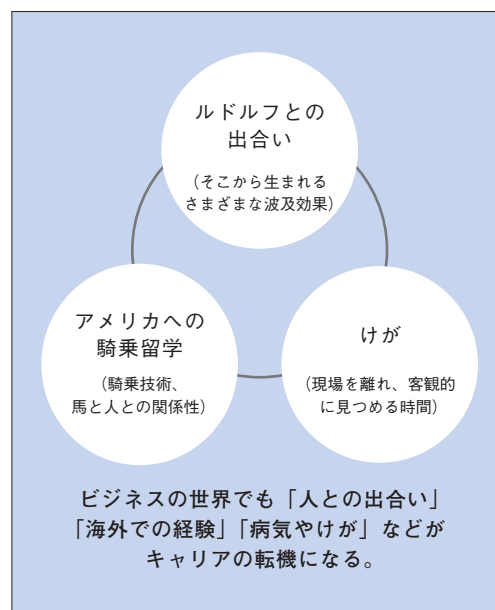 ルドルフとの
出合い
（そこから生まれる
さまざまな波及効果）
アメリカへの
騎乗留学
（騎乗技術、
馬と人との関係性）
けが
（現場を離れ、客観的
に見つめる時間）
ビジネスの世界でも「人との出合い」
「海外での経験」「病気やけが」などが
キャリアの転機になる。